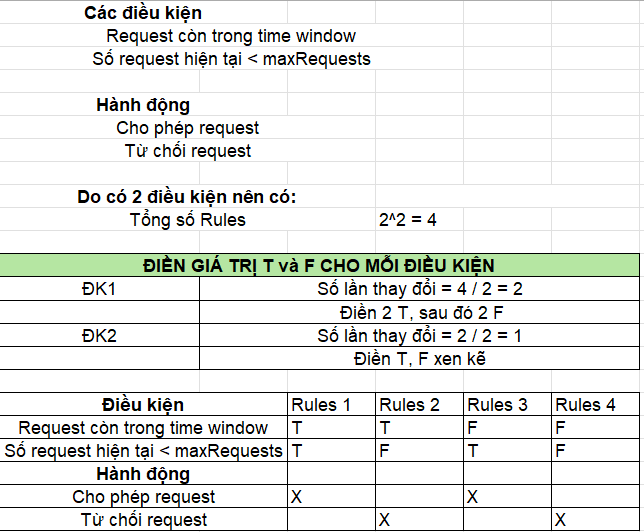 Các điều kiện
Request còn trong time window
Số request hiện tại < maxRequests
Hành động
Cho phép request
Từ chối request
Do có 2 điều kiện nên có:
Tổng số Rules 2^2 = 4
ĐIỀN GIÁ TRỊ T và F CHO MỖI ĐIỀU KIỆN
ĐK1 Số lần thay đổi = 4 / 2 = 2
Điền 2 T, sau đó 2 F
ĐK2 Số lần thay đổi = 2 / 2 = 1
Điền T, F xen kẽ
Điều kiện Rules 1 Rules 2 Rules 3 Rules 4
Request còn trong time window T T F F
Số request hiện tại < maxRequests T F T F
Hành động
Cho phép request X X
Từ chối request X X